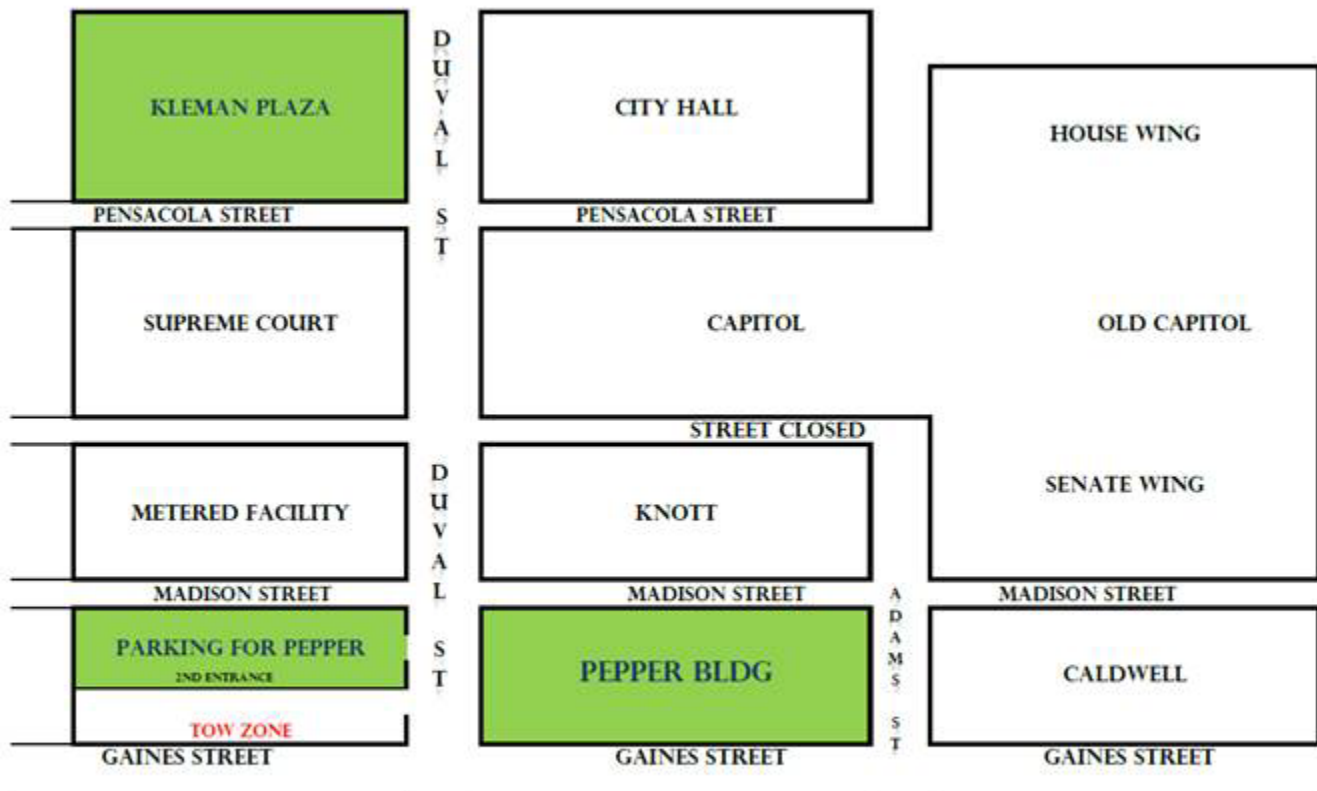 DUVAL ST
KLEMAN PLAZA
CITY HALL
HOUSE WING
PENSACOLA STREET
PENSACOLA STREET
SUPREME COURT
CAPITOL
OLD CAPITOL
STREET CLOSED
DUVAL ST
SENATE WING
METERED FACILITY
KNOTT
MADISON STREET
MADISON STREET
ADAMS ST
MADISON STREET
PARKING FOR PEPPER
2ND ENTRANCE
PEPPER BLDG
CALDWELL
TOW ZONE
GAINES STREET
GAINES STREET
GAINES STREET